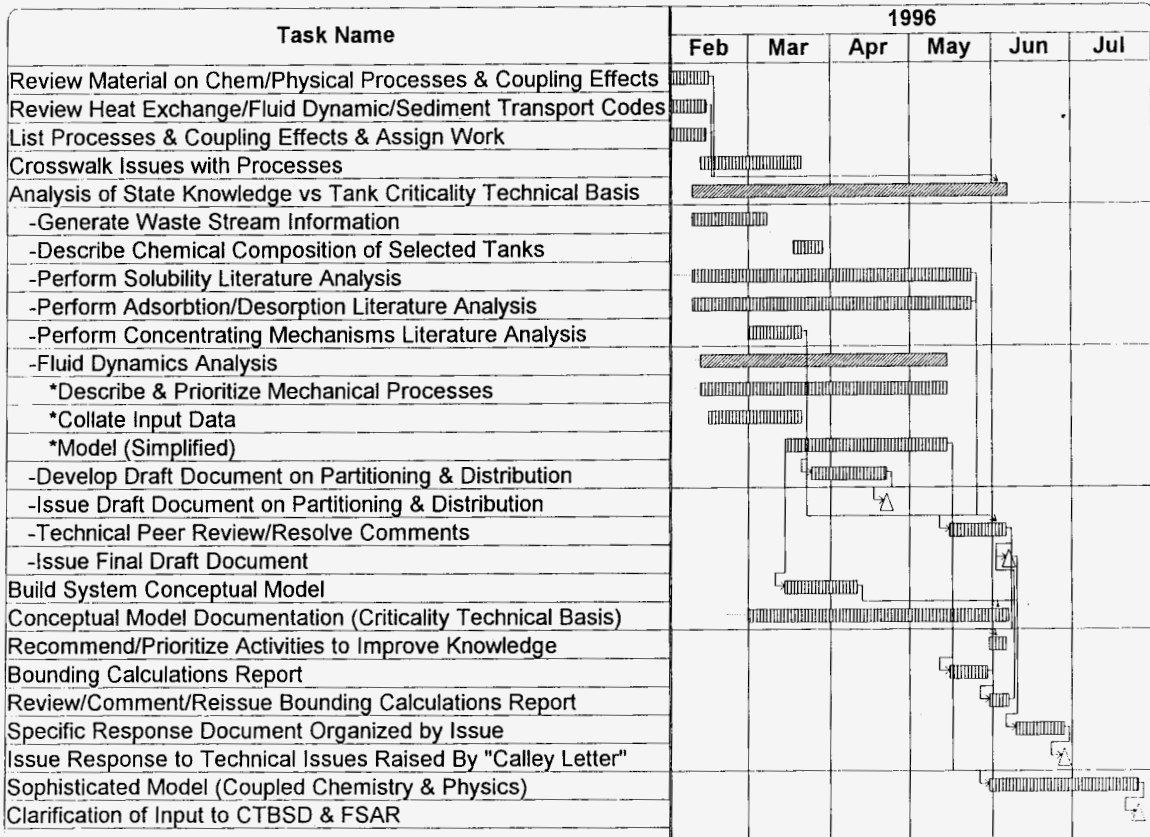 Task Name
1996
Feb Mar Apr May Jun Jul
Review Material on Chem/Physical Processes & Coupling Effects
Review Heat Exchange/Fluid Dynamic/Sediment Transport Codes
List Processes & Coupling Effects & Assign Work
Crosswalk Issues with Processes
Analysis of State Knowledge vs Tank Criticality Technical Basis
-Generate Waste Stream Information
-Describe Chemical Composition of Selected Tanks
-Perform Solubility Literature Analysis
-Perform Adsorbtion/Desorption Literature Analysis
-Perform Concentrating Mechanisms Literature Analysis
-Fluid Dynamics Analysis
*Describe & Prioritize Mechanical Processes
*Collate Input Data
*Model (Simplified)
-Develop Draft Document on Partitioning & Distribution
-Issue Draft Document on Partitioning & Distribution
-Technical Peer Review/Resolve Comments
-Issue Final Draft Document
Build System Conceptual Model
Conceptual Model Documentation (Criticality Technical Basis)
Recommend/Prioritize Activities to Improve Knowledge
Bounding Calculations Report
Review/Comment/Reissue Bounding Calculations Report
Specific Response Document Organized by Issue
Issue Response to Technical Issues Raised By "Calley Letter"
Sophisticated Model (Coupled Chemistry & Physics)
Clarification of Input to CTBSD & FSAR